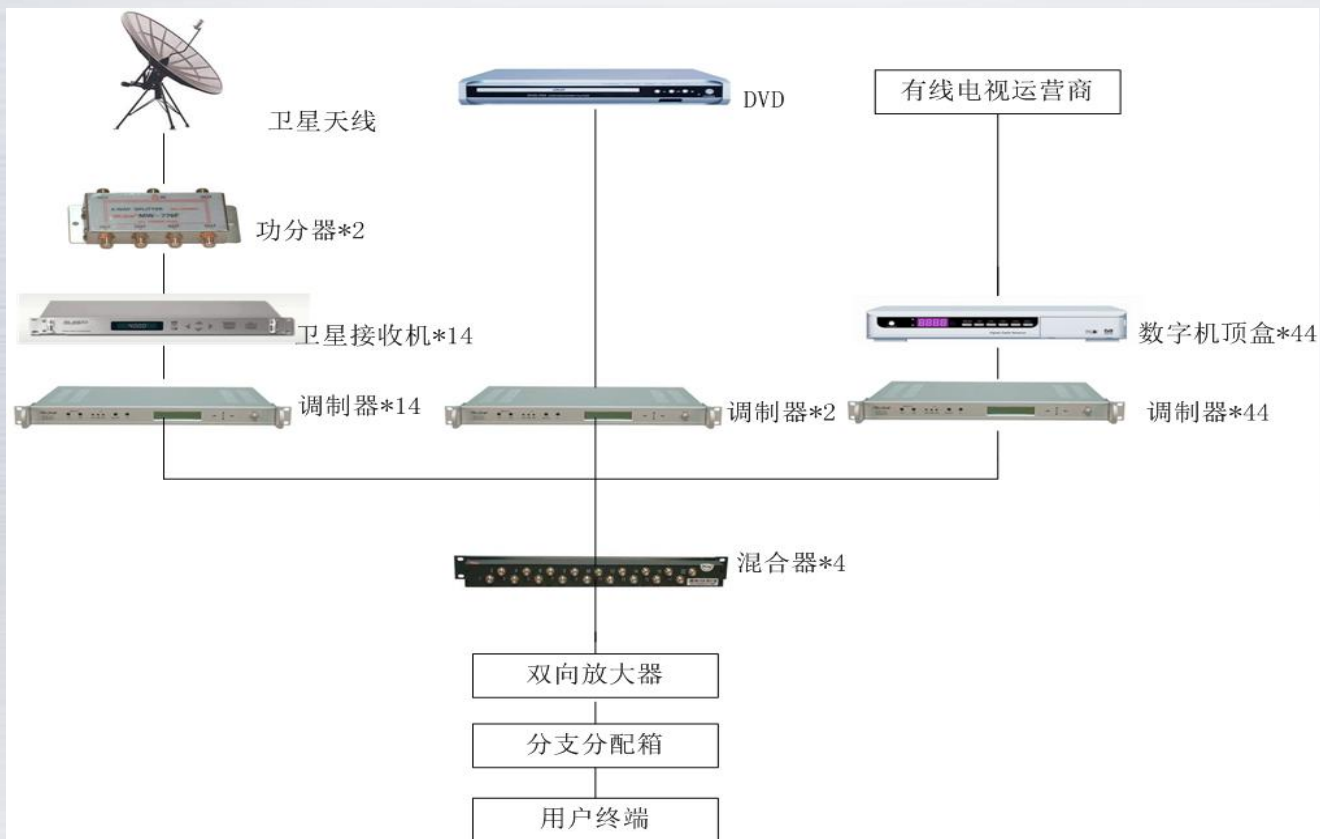 卫星天线
DVD
有线电视运营商
功分器*2
卫星接收机*14
数字机顶盒*44
调制器*14
调制器*2
调制器*44
混合器*4
双向放大器
分支分配箱
用户终端